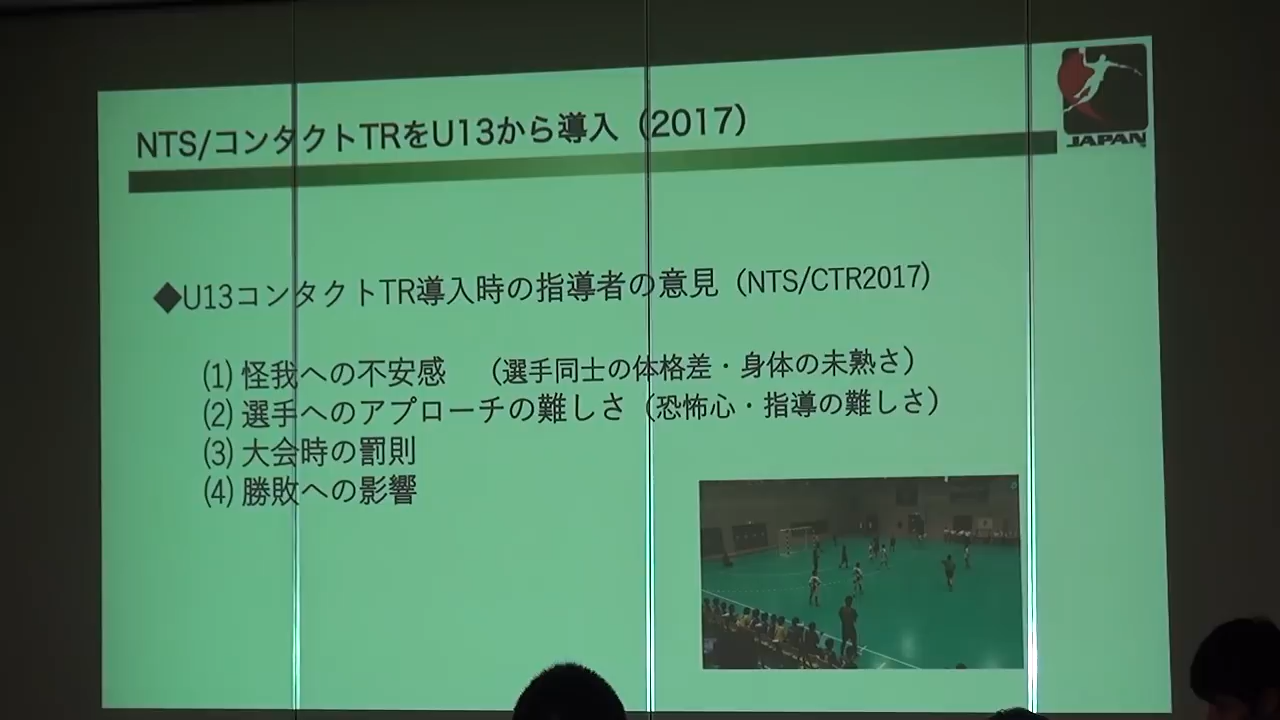 NTS/コンタクトTRをU13から導入（2017）
JAPAN
◆U13コンタクトTR導入時の指導者の意見（NTS/CTR2017）
(1) 怪我への不安感　（選手同士の体格差・身体の未熟さ）
(2) 選手へのアプローチの難しさ（恐怖心・指導の難しさ）
(3) 大会時の罰則
(4) 勝敗への影響